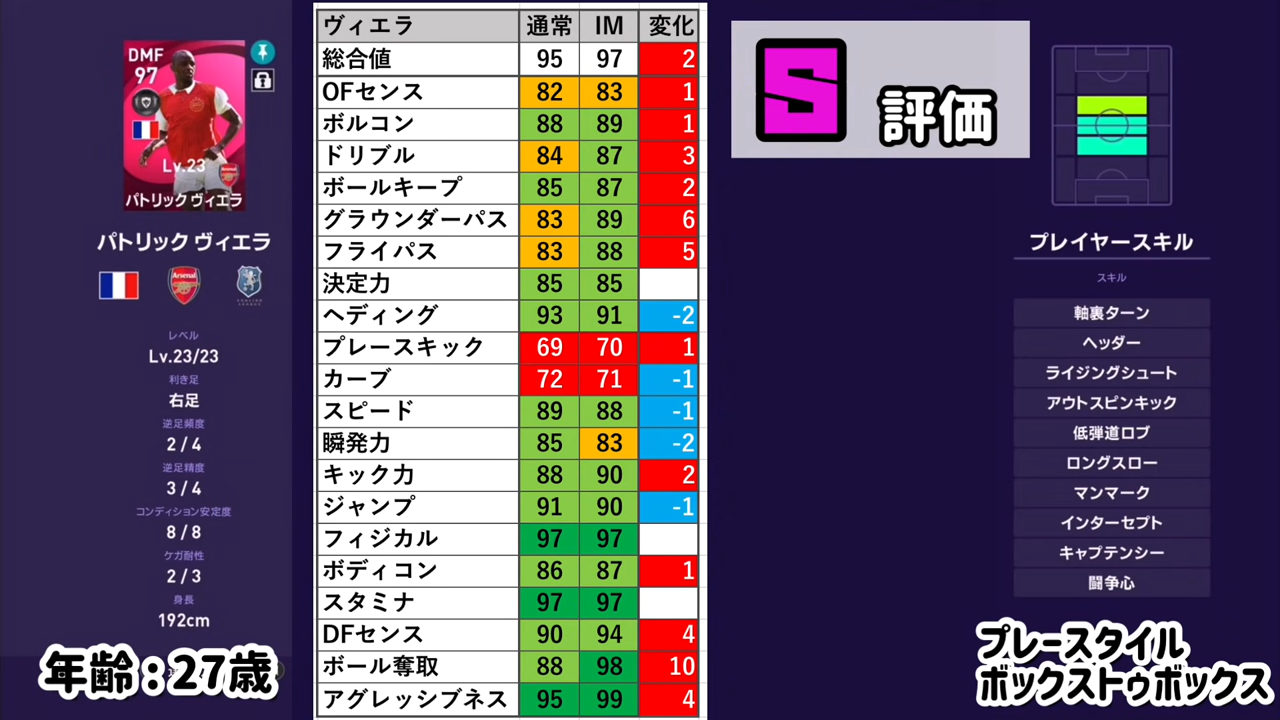 DMF
97
Lv.23
Arsenal
パトリック ヴィエラ
パトリック ヴィエラ
Arsenal
レベル
Lv.23/23
利き足
右足
逆足頻度
2 / 4
逆足精度
3 / 4
コンディション安定度
8 / 8
ケガ耐性
2 / 3
身長
192cm
年齢：27歳
ヴィエラ 通常 IM 変化
総合値 95 97 2
OFセンス 82 83 1
ボルコン 88 89 1
ドリブル 84 87 3
ボールキープ 85 87 2
グラウンダーパス 83 89 6
フライパス 83 88 5
決定力 85 85
ヘディング 93 91 -2
プレースキック 69 70 1
カーブ 72 71 -1
スピード 89 88 -1
瞬発力 85 83 -2
キック力 88 90 2
ジャンプ 91 90 -1
フィジカル 97 97
ボディコン 86 87 1
スタミナ 97 97
DFセンス 90 94 4
ボール奪取 88 98 10
アグレッシブネス 95 99 4
S 評価
プレイヤースキル
スキル
軸裏ターン
ヘッダー
ライジングシュート
アウトスピンキック
低弾道ロブ
ロングスロー
マンマーク
インターセプト
キャプテンシー
闘争心
プレースタイル
ボックストゥボックス